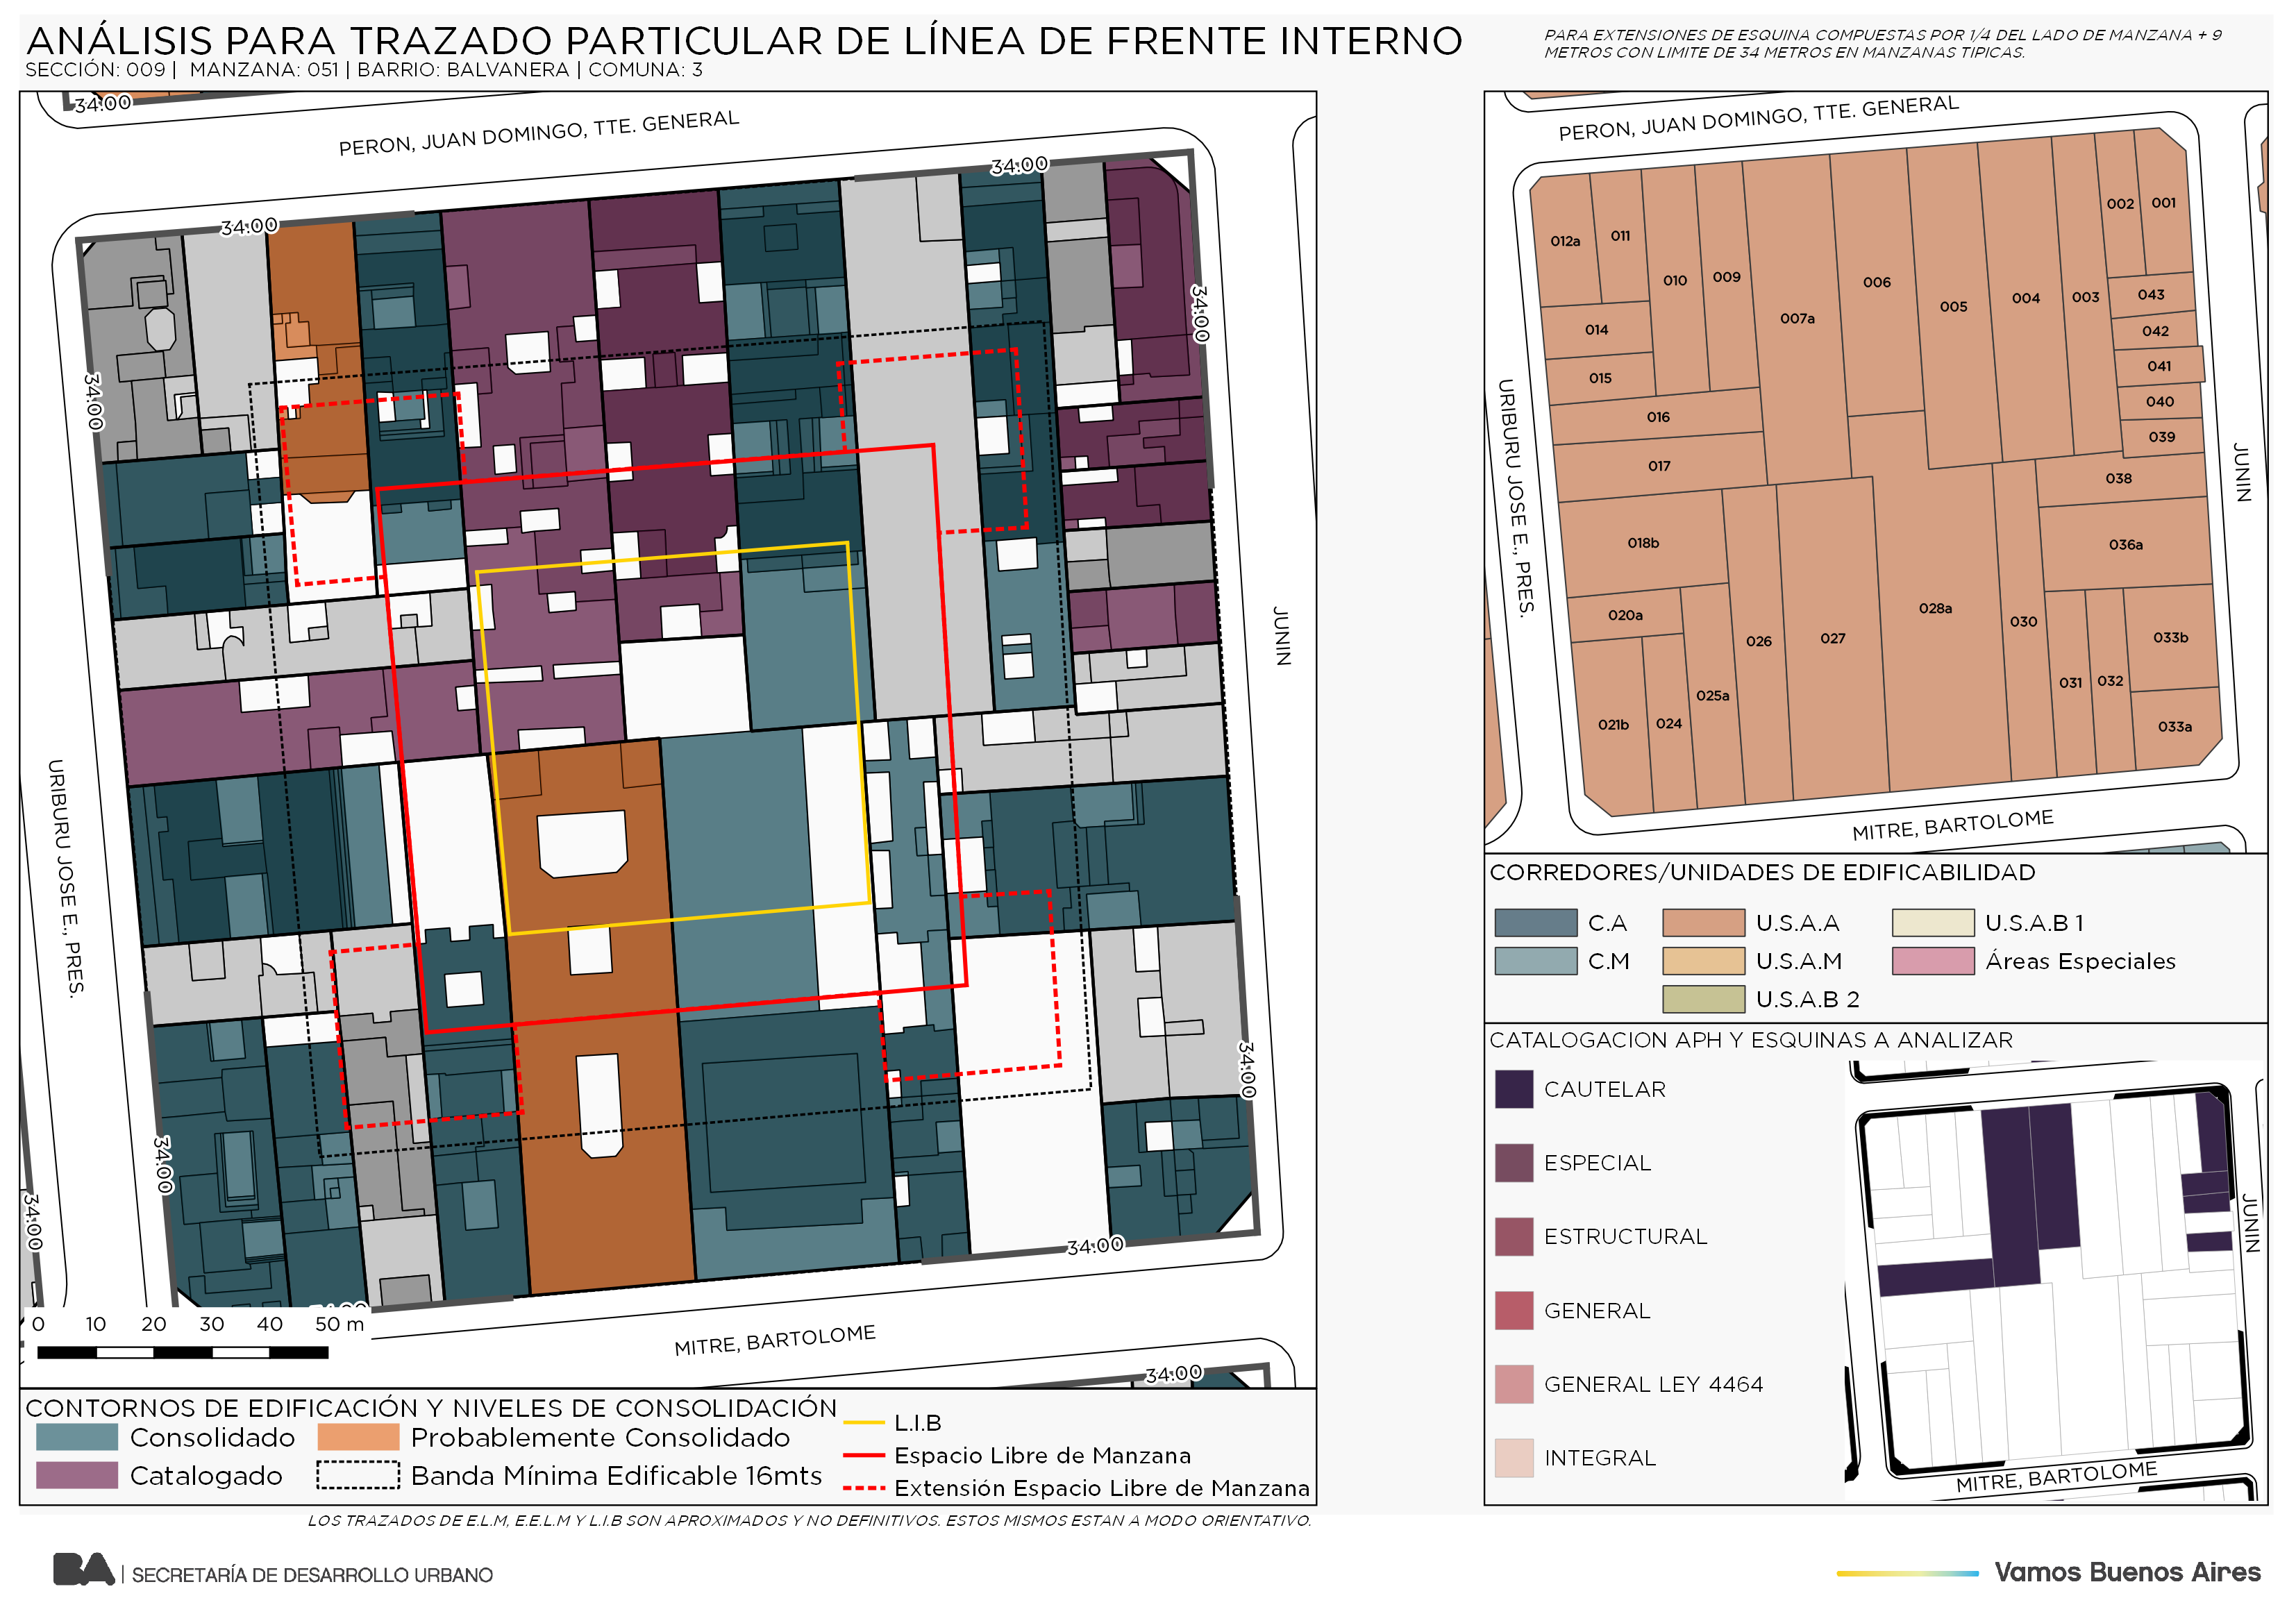 ANÁLISIS PARA TRAZADO PARTICULAR DE LÍNEA DE FRENTE INTERNO
SECCIÓN: 009 | MANZANA: 051 | BARRIO: BALVANERA | COMUNA: 3
PARA EXTENSIONES DE ESQUINA COMPUESTAS POR 1/4 DEL LADO DE MANZANA + 9
METROS CON LIMITE DE 34 METROS EN MANZANAS TIPICAS.
34:00
PERON, JUAN DOMINGO, TTE. GENERAL
34:00
34:00
34:00
34:00
JUNIN
URIBURU JOSE E., PRES.
34:00
34:00
34:00
34:00
34:00
MITRE, BARTOLOME
0 10 20 30 40 50 m
CONTORNOS DE EDIFICACIÓN Y NIVELES DE CONSOLIDACIÓN
Consolidado
Probablemente Consolidado
Catalogado
Banda Mínima Edificable 16mts
L.I.B
Espacio Libre de Manzana
Extensión Espacio Libre de Manzana
LOS TRAZADOS DE E.L.M, E.E.L.M Y L.I.B SON APROXIMADOS Y NO DEFINITIVOS. ESTOS MISMOS ESTAN A MODO ORIENTATIVO.
PERON, JUAN DOMINGO, TTE. GENERAL
002
001
012a
011
010
009
007a
006
005
004
003
043
042
041
040
039
014
015
016
017
038
018b
036a
020a
026
027
028a
030
033b
031
032
021b
024
025a
033a
URIBURU JOSE E., PRES.
JUNIN
MITRE, BARTOLOME
CORREDORES/UNIDADES DE EDIFICABILIDAD
C.A
U.S.A.A
U.S.A.B 1
C.M
U.S.A.M
Áreas Especiales
U.S.A.B 2
CATALOGACION APH Y ESQUINAS A ANALIZAR
CAUTELAR
ESPECIAL
ESTRUCTURAL
GENERAL
GENERAL LEY 4464
INTEGRAL
JUNIN
MITRE, BARTOLOME
BA | SECRETARÍA DE DESARROLLO URBANO
Vamos Buenos Aires